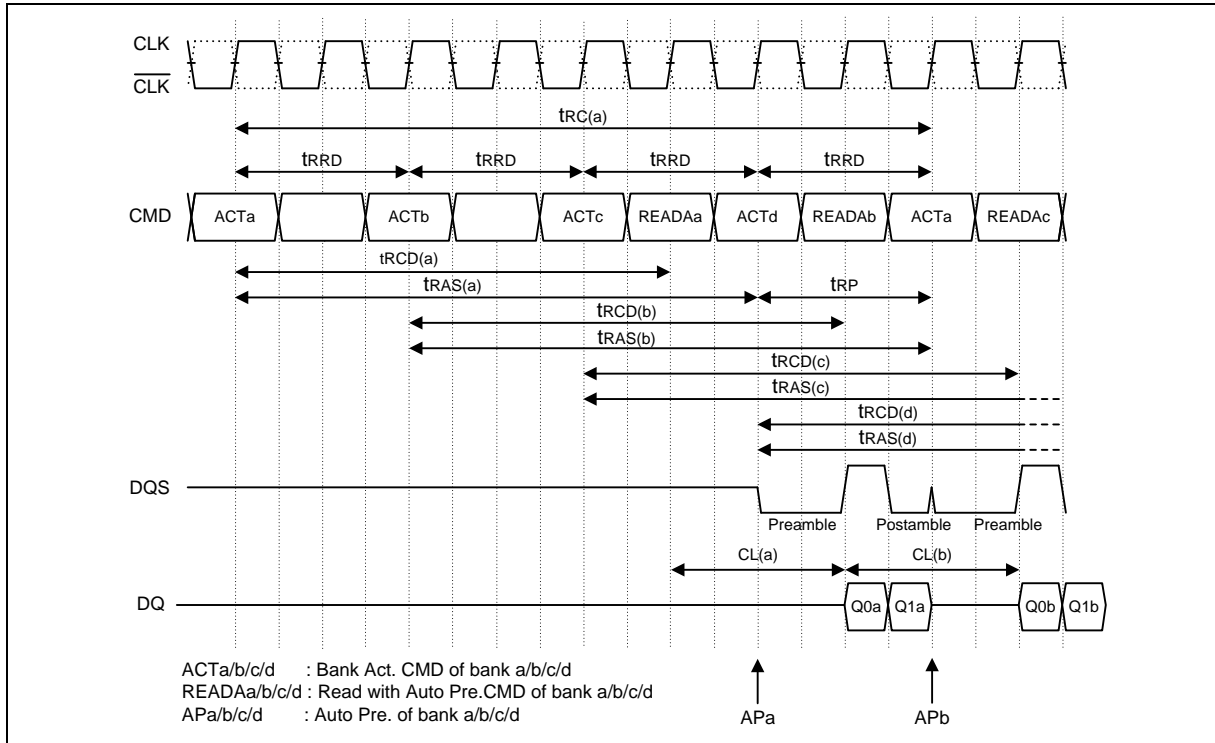 CLK
CLK
tRC(a)
tRRD tRRD tRRD tRRD
CMD ACTa ACTb ACTc READAa ACTd READAb ACTa READAc
tRCD(a)
tRAS(a) tRP
tRCD(b)
tRAS(b)
tRCD(c)
tRAS(c)
tRCD(d)
tRAS(d)
DQS
Preamble Postamble Preamble
CL(a) CL(b)
DQ Q0a Q1a Q0b Q1b
ACTa/b/c/d : Bank Act. CMD of bank a/b/c/d
READAa/b/c/d : Read with Auto Pre.CMD of bank a/b/c/d
APa/b/c/d : Auto Pre. of bank a/b/c/d
APa APb